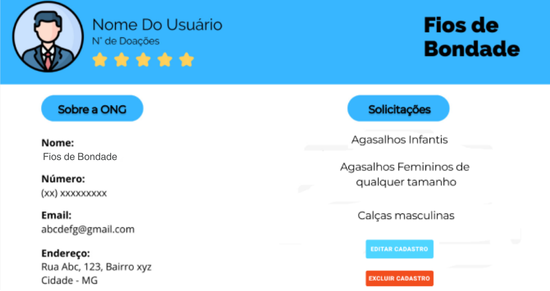 Nome Do Usuário
N° de Doações
Fios de
Bondade
Sobre a ONG
Nome:
Fios de Bondade
Número:
(xx) xxxxxxxxx
Email:
abcdefg@gmail.com
Endereço:
Rua Abc, 123, Bairro xyz
Cidade - MG
Solicitações
Agasalhos Infantis
Agasalhos Femininos de
qualquer tamanho
Calças masculinas
EDITAR CADASTRO
EXCLUIR CADASTRO